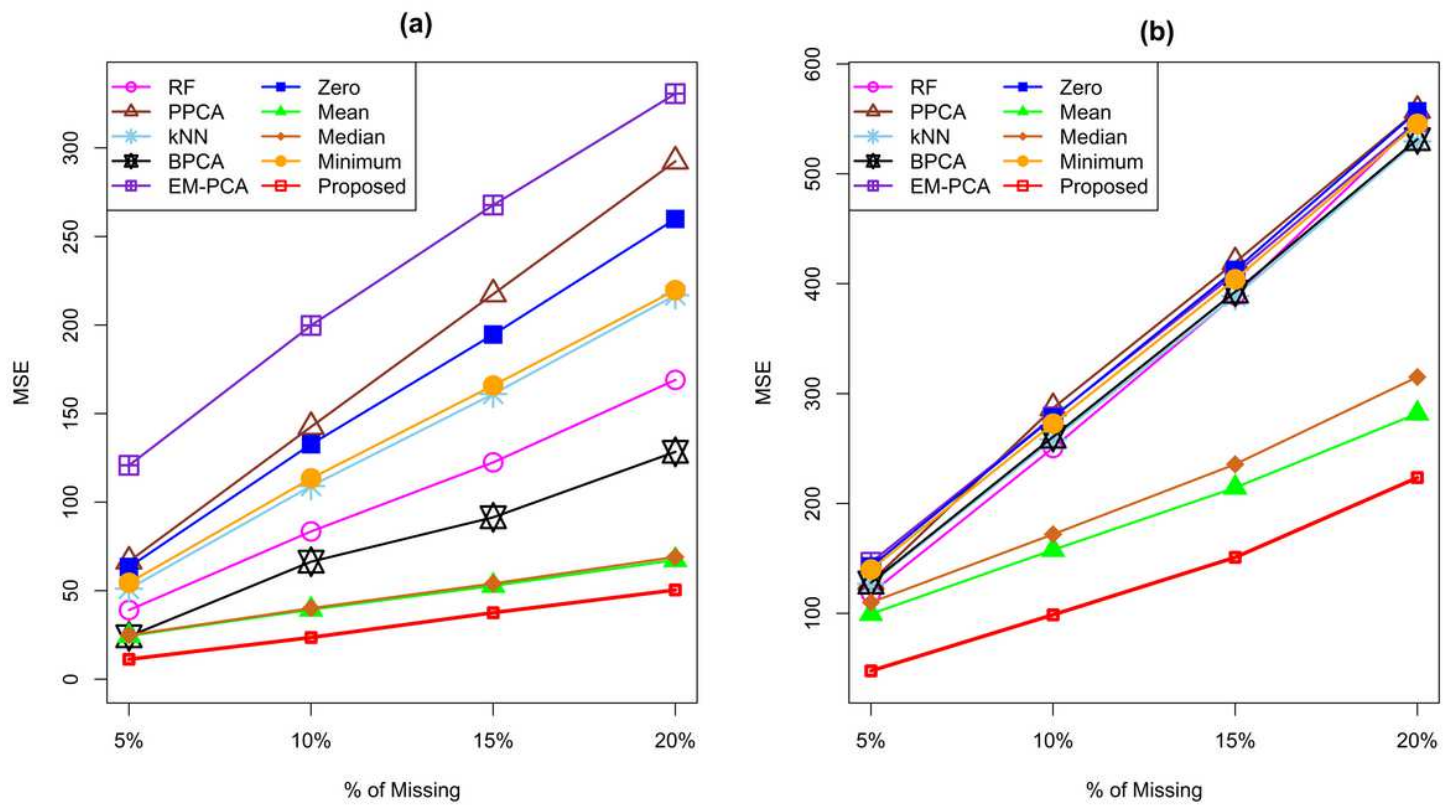 (a)
RF
PPCA
kNN
BPCA
EM-PCA
Zero
Mean
Median
Minimum
Proposed
MSE
300
250
200
150
100
50
0
5%
10%
15%
20%
% of Missing
(b)
RF
PPCA
kNN
BPCA
EM-PCA
Zero
Mean
Median
Minimum
Proposed
MSE
600
500
400
300
200
100
5%
10%
15%
20%
% of Missing